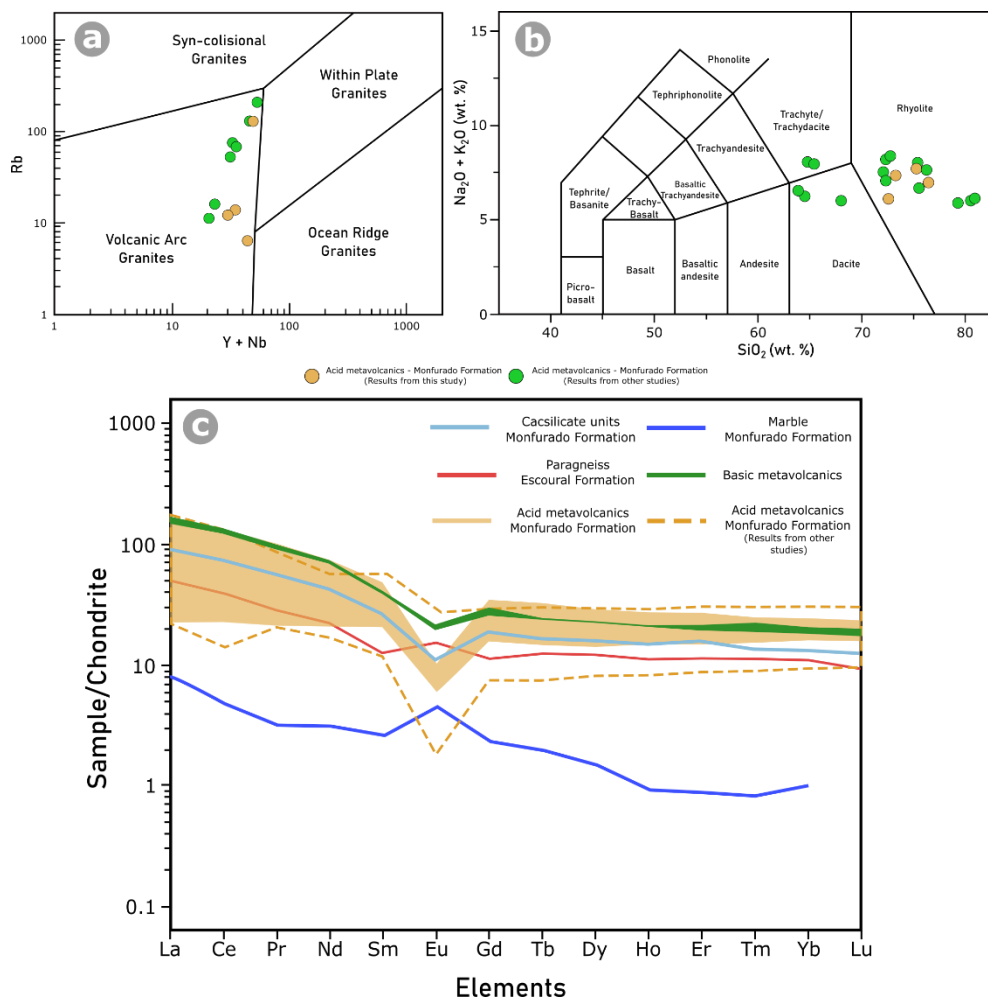 a
Syn-colisional
Granites
Within Plate
Granites
Volcanic Arc
Granites
Ocean Ridge
Granites
Rb
1000
100
10
1
1
10
100
1000
Y + Nb
b
Phonolite
Tephriphonolite
Trachyandesite
Trachyte/
Trachydacite
Rhyolite
Tephrite/
Basanite
Trachy-
Basalt
Basaltic
Trachyandesite
Picro-
basalt
Basalt
Basaltic
andesite
Andesite
Dacite
Na₂O + K₂O (wt. %)
15
10
5
0
40
50
60
70
80
SiO₂ (wt. %)
Acid metavolcanics - Monfurado Formation
(Results from this study)
Acid metavolcanics - Monfurado Formation
(Results from other studies)
c
Cacsilicate units
Monfurado Formation
Marble
Monfurado Formation
Paragneiss
Escoural Formation
Basic metavolcanics
Acid metavolcanics
Monfurado Formation
Acid metavolcanics
Monfurado Formation
(Results from other
studies)
Sample/Chondrite
1000
100
10
1
0.1
La Ce Pr Nd Sm Eu Gd Tb Dy Ho Er Tm Yb Lu
Elements